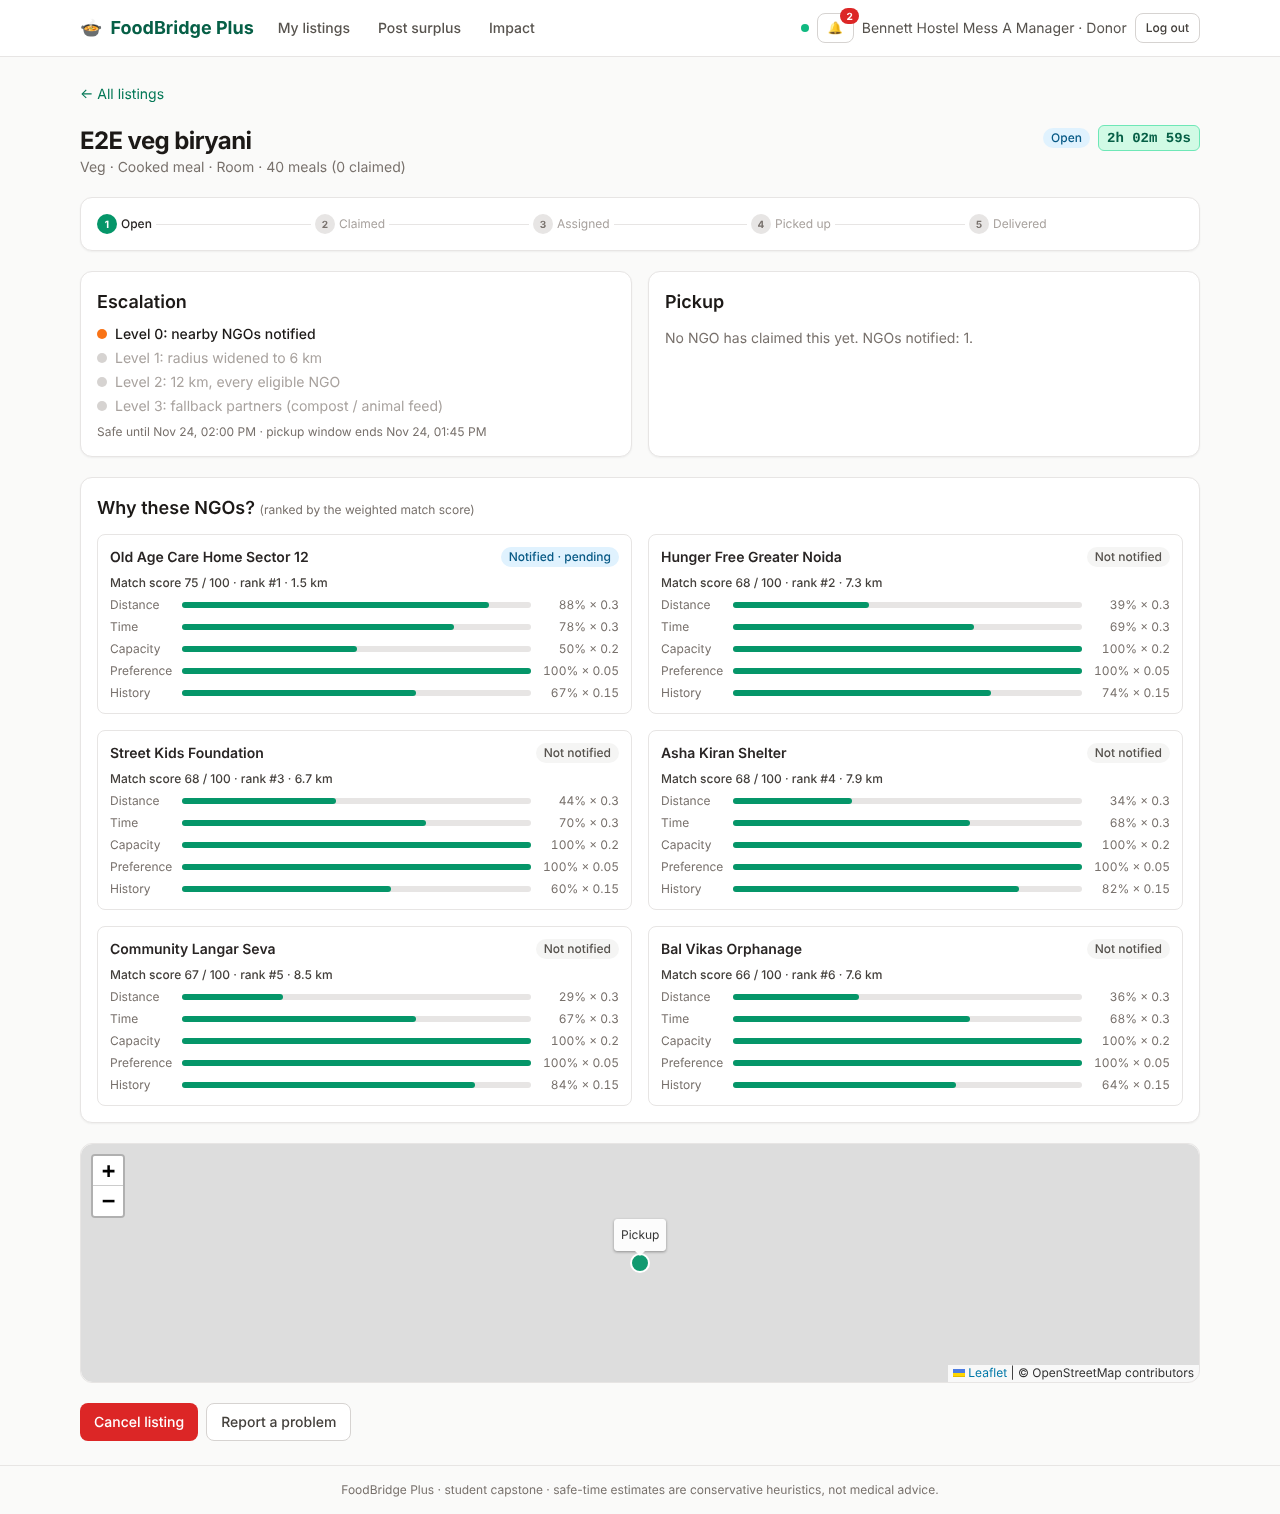 FoodBridge Plus
My listings
Post surplus
Impact
2
Bennett Hostel Mess A Manager · Donor
Log out
← All listings
E2E veg biryani
Open
2h 02m 59s
Veg · Cooked meal · Room · 40 meals (0 claimed)
1 Open
2 Claimed
3 Assigned
4 Picked up
5 Delivered
Escalation
Level 0: nearby NGOs notified
Level 1: radius widened to 6 km
Level 2: 12 km, every eligible NGO
Level 3: fallback partners (compost / animal feed)
Safe until Nov 24, 02:00 PM · pickup window ends Nov 24, 01:45 PM
Pickup
No NGO has claimed this yet. NGOs notified: 1.
Why these NGOs? (ranked by the weighted match score)
Old Age Care Home Sector 12
Notified · pending
Match score 75 / 100 · rank #1 · 1.5 km
Distance 88% × 0.3
Time 78% × 0.3
Capacity 50% × 0.2
Preference 100% × 0.05
History 67% × 0.15
Hunger Free Greater Noida
Not notified
Match score 68 / 100 · rank #2 · 7.3 km
Distance 39% × 0.3
Time 69% × 0.3
Capacity 100% × 0.2
Preference 100% × 0.05
History 74% × 0.15
Street Kids Foundation
Not notified
Match score 68 / 100 · rank #3 · 6.7 km
Distance 44% × 0.3
Time 70% × 0.3
Capacity 100% × 0.2
Preference 100% × 0.05
History 60% × 0.15
Asha Kiran Shelter
Not notified
Match score 68 / 100 · rank #4 · 7.9 km
Distance 34% × 0.3
Time 68% × 0.3
Capacity 100% × 0.2
Preference 100% × 0.05
History 82% × 0.15
Community Langar Seva
Not notified
Match score 67 / 100 · rank #5 · 8.5 km
Distance 29% × 0.3
Time 67% × 0.3
Capacity 100% × 0.2
Preference 100% × 0.05
History 84% × 0.15
Bal Vikas Orphanage
Not notified
Match score 66 / 100 · rank #6 · 7.6 km
Distance 36% × 0.3
Time 68% × 0.3
Capacity 100% × 0.2
Preference 100% × 0.05
History 64% × 0.15
+
−
Pickup
Leaflet | © OpenStreetMap contributors
Cancel listing
Report a problem
FoodBridge Plus · student capstone · safe-time estimates are conservative heuristics, not medical advice.